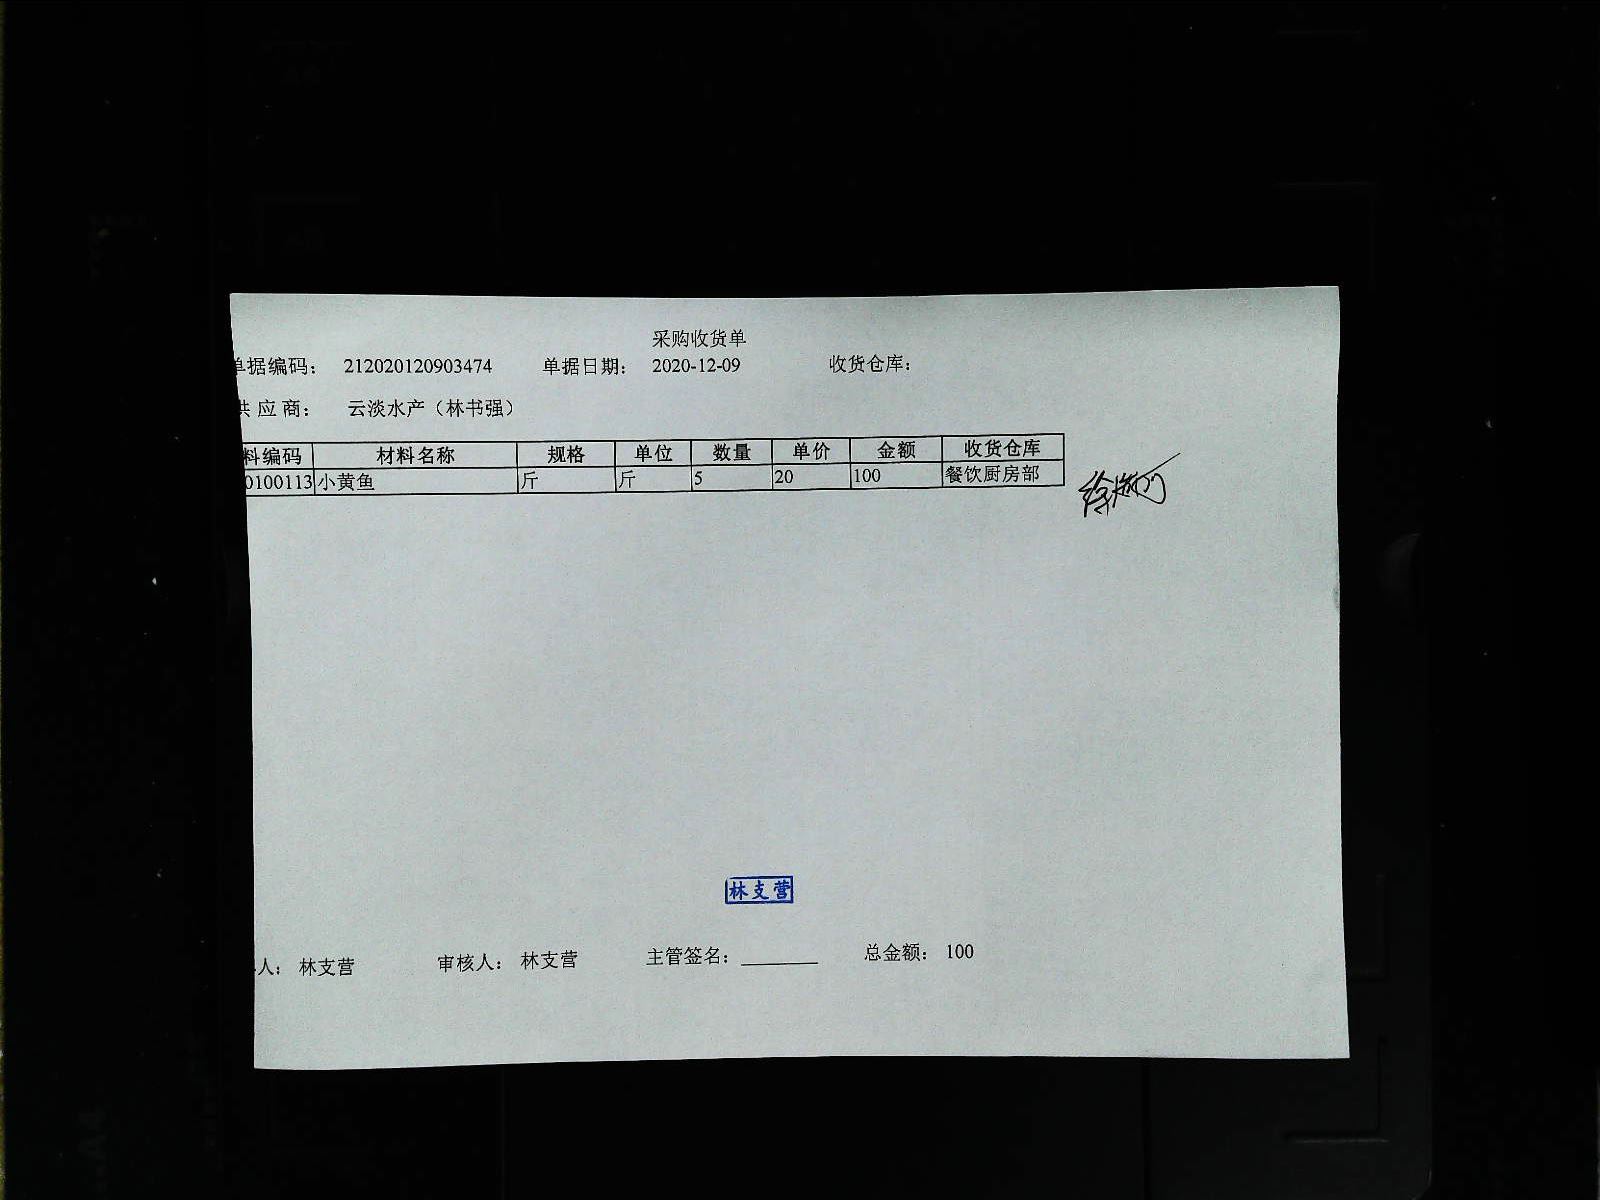 采购收货单
单据编码： 212020120903474 单据日期： 2020-12-09 收货仓库：
供 应 商： 云淡水产（林书强）
料编码 材料名称 规格 单位 数量 单价 金额 收货仓库
0100113 小黄鱼 斤 斤 5 20 100 餐饮厨房部
林支营
人： 林支营 审核人： 林支营 主管签名： 总金额： 100